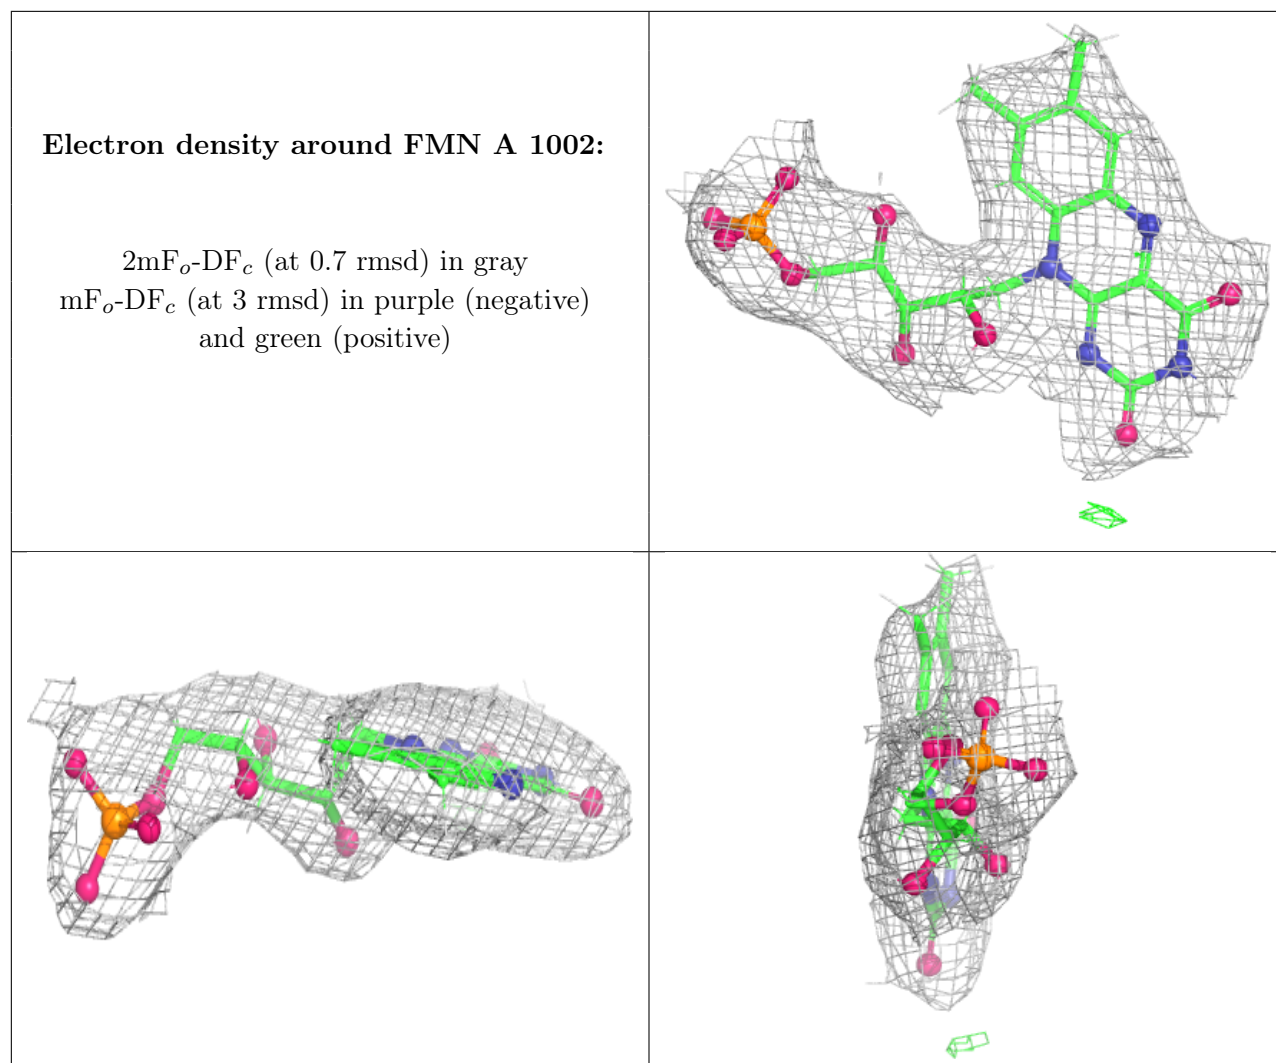 Electron density around FMN A 1002:
2mFₒ-DF𝒸 (at 0.7 rmsd) in gray
mFₒ-DF𝒸 (at 3 rmsd) in purple (negative)
and green (positive)